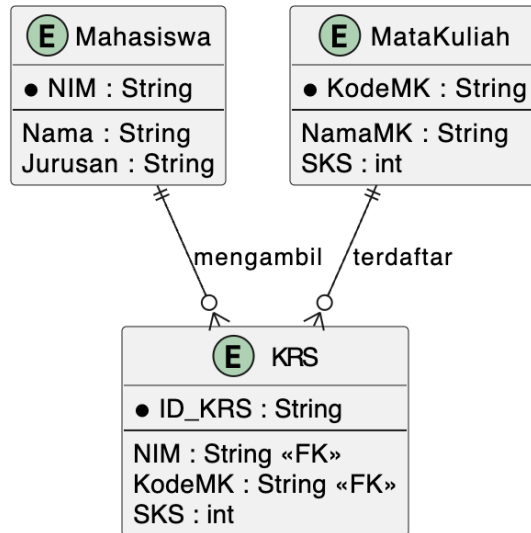 E Mahasiswa
● NIM : String
Nama : String
Jurusan : String
E MataKuliah
● KodeMK : String
NamaMK : String
SKS : int
mengambil
terdaftar
E KRS
● ID_KRS : String
NIM : String «FK»
KodeMK : String «FK»
SKS : int